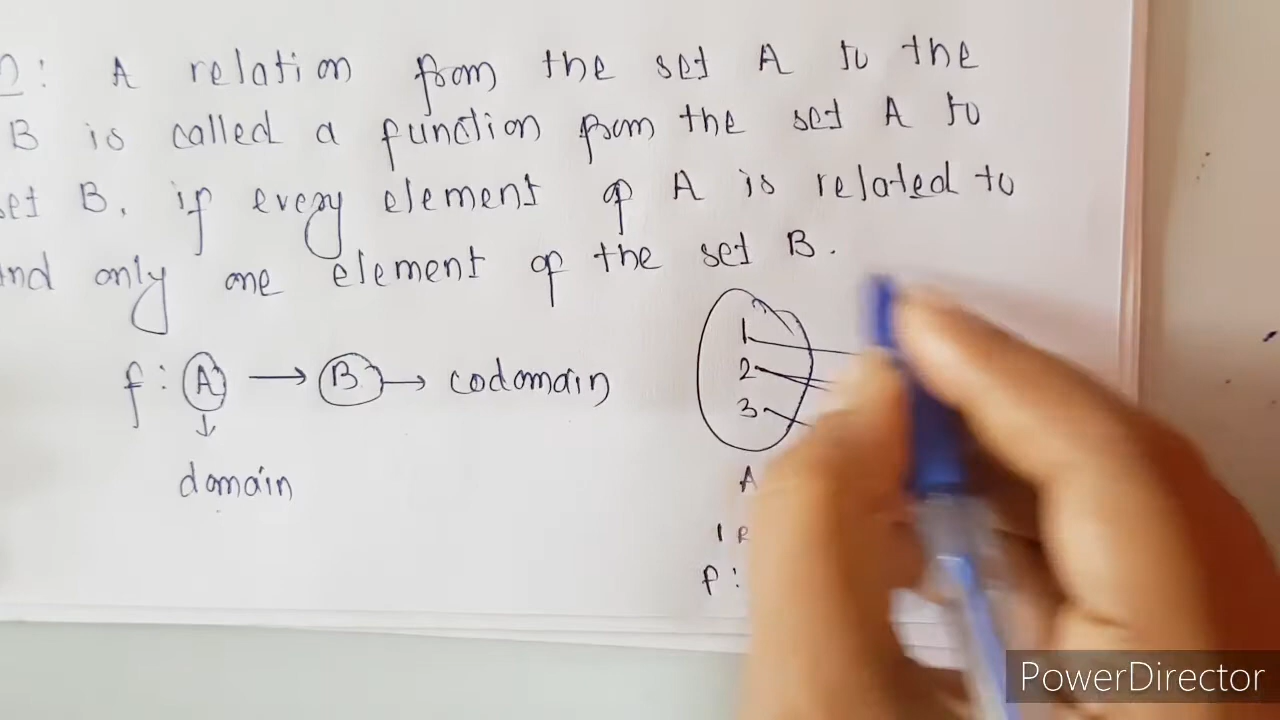 n: A relation from the set A to the
B is called a function from the set A to
set B, if every element of A is related to
and only one element of the set B.
f: A → B → codomain
↓
domain
1
2
3
A
1 R
f:
PowerDirector